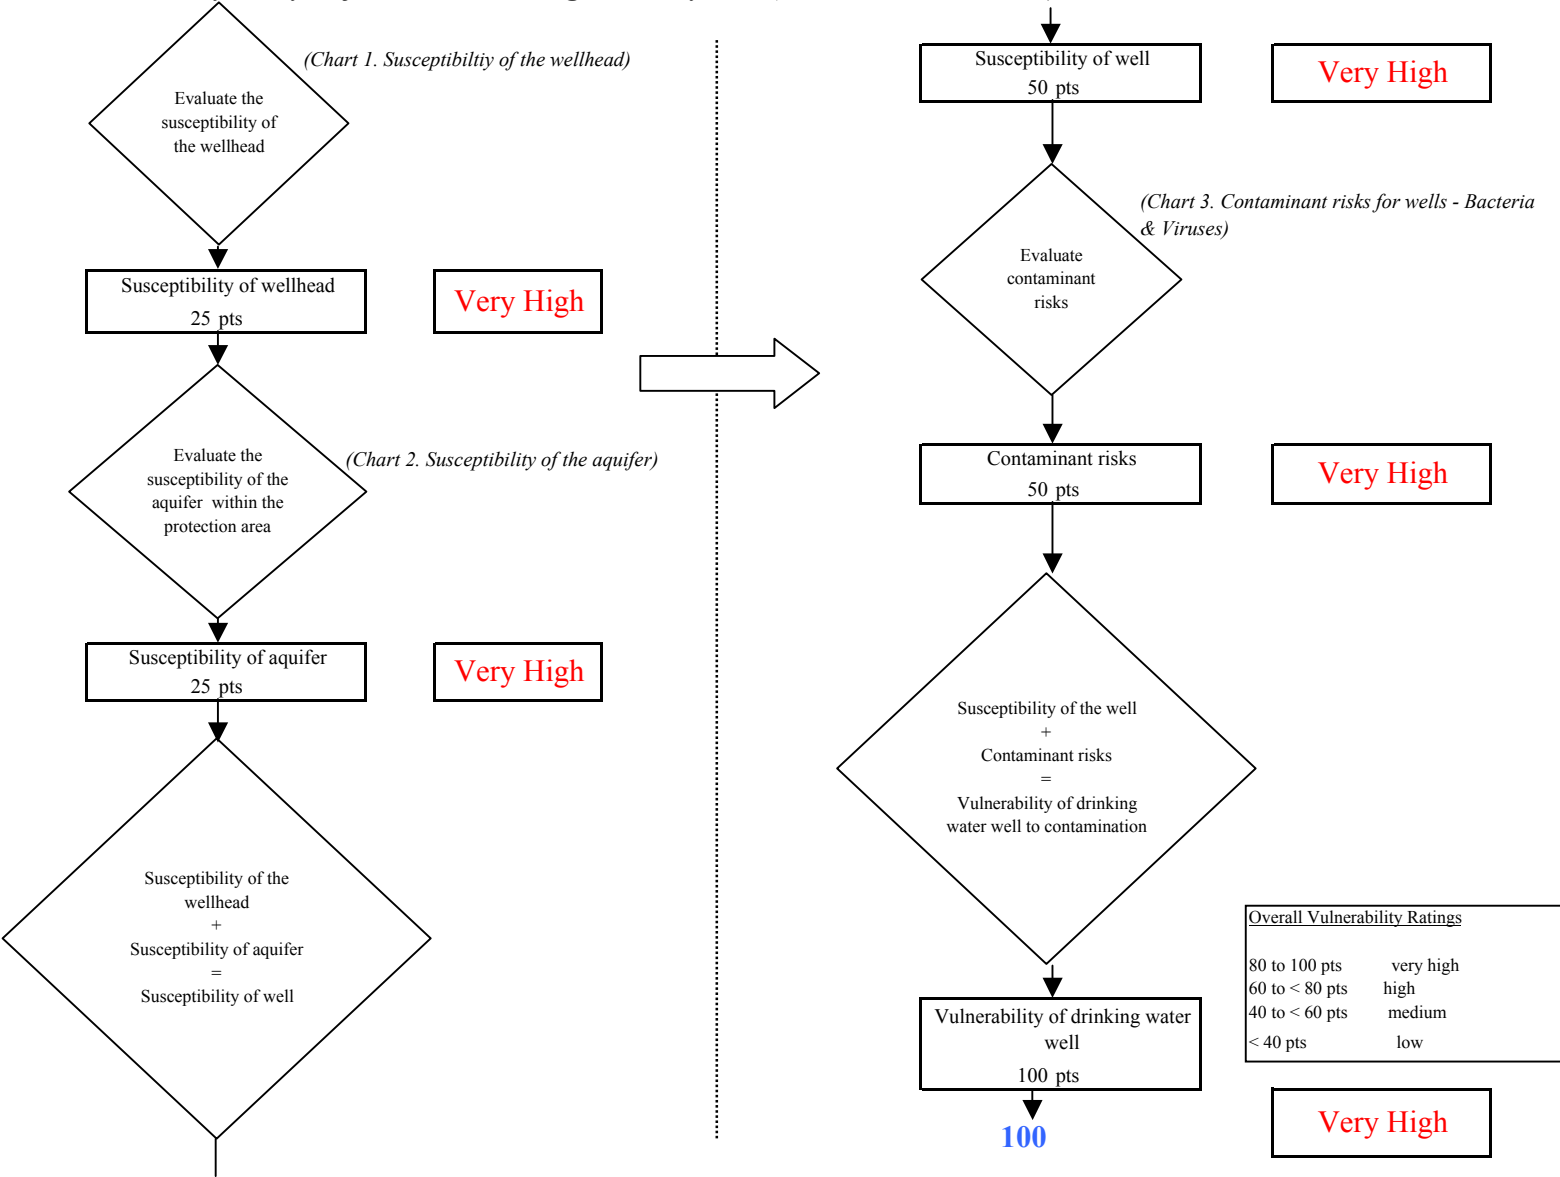 (Chart 1. Susceptibiltiy of the wellhead)
Evaluate the
susceptibility of
the wellhead
Susceptibility of wellhead
25 pts
Very High
(Chart 2. Susceptibility of the aquifer)
Evaluate the
susceptibility of the
aquifer within the
protection area
Susceptibility of aquifer
25 pts
Very High
Susceptibility of the
wellhead
+
Susceptibility of aquifer
=
Susceptibility of well
Susceptibility of well
50 pts
Very High
(Chart 3. Contaminant risks for wells - Bacteria
& Viruses)
Evaluate
contaminant
risks
Contaminant risks
50 pts
Very High
Susceptibility of the well
+
Contaminant risks
=
Vulnerability of drinking
water well to contamination
Overall Vulnerability Ratings
80 to 100 pts very high
60 to < 80 pts high
40 to < 60 pts medium
< 40 pts low
Vulnerability of drinking water
well
100 pts
100
Very High